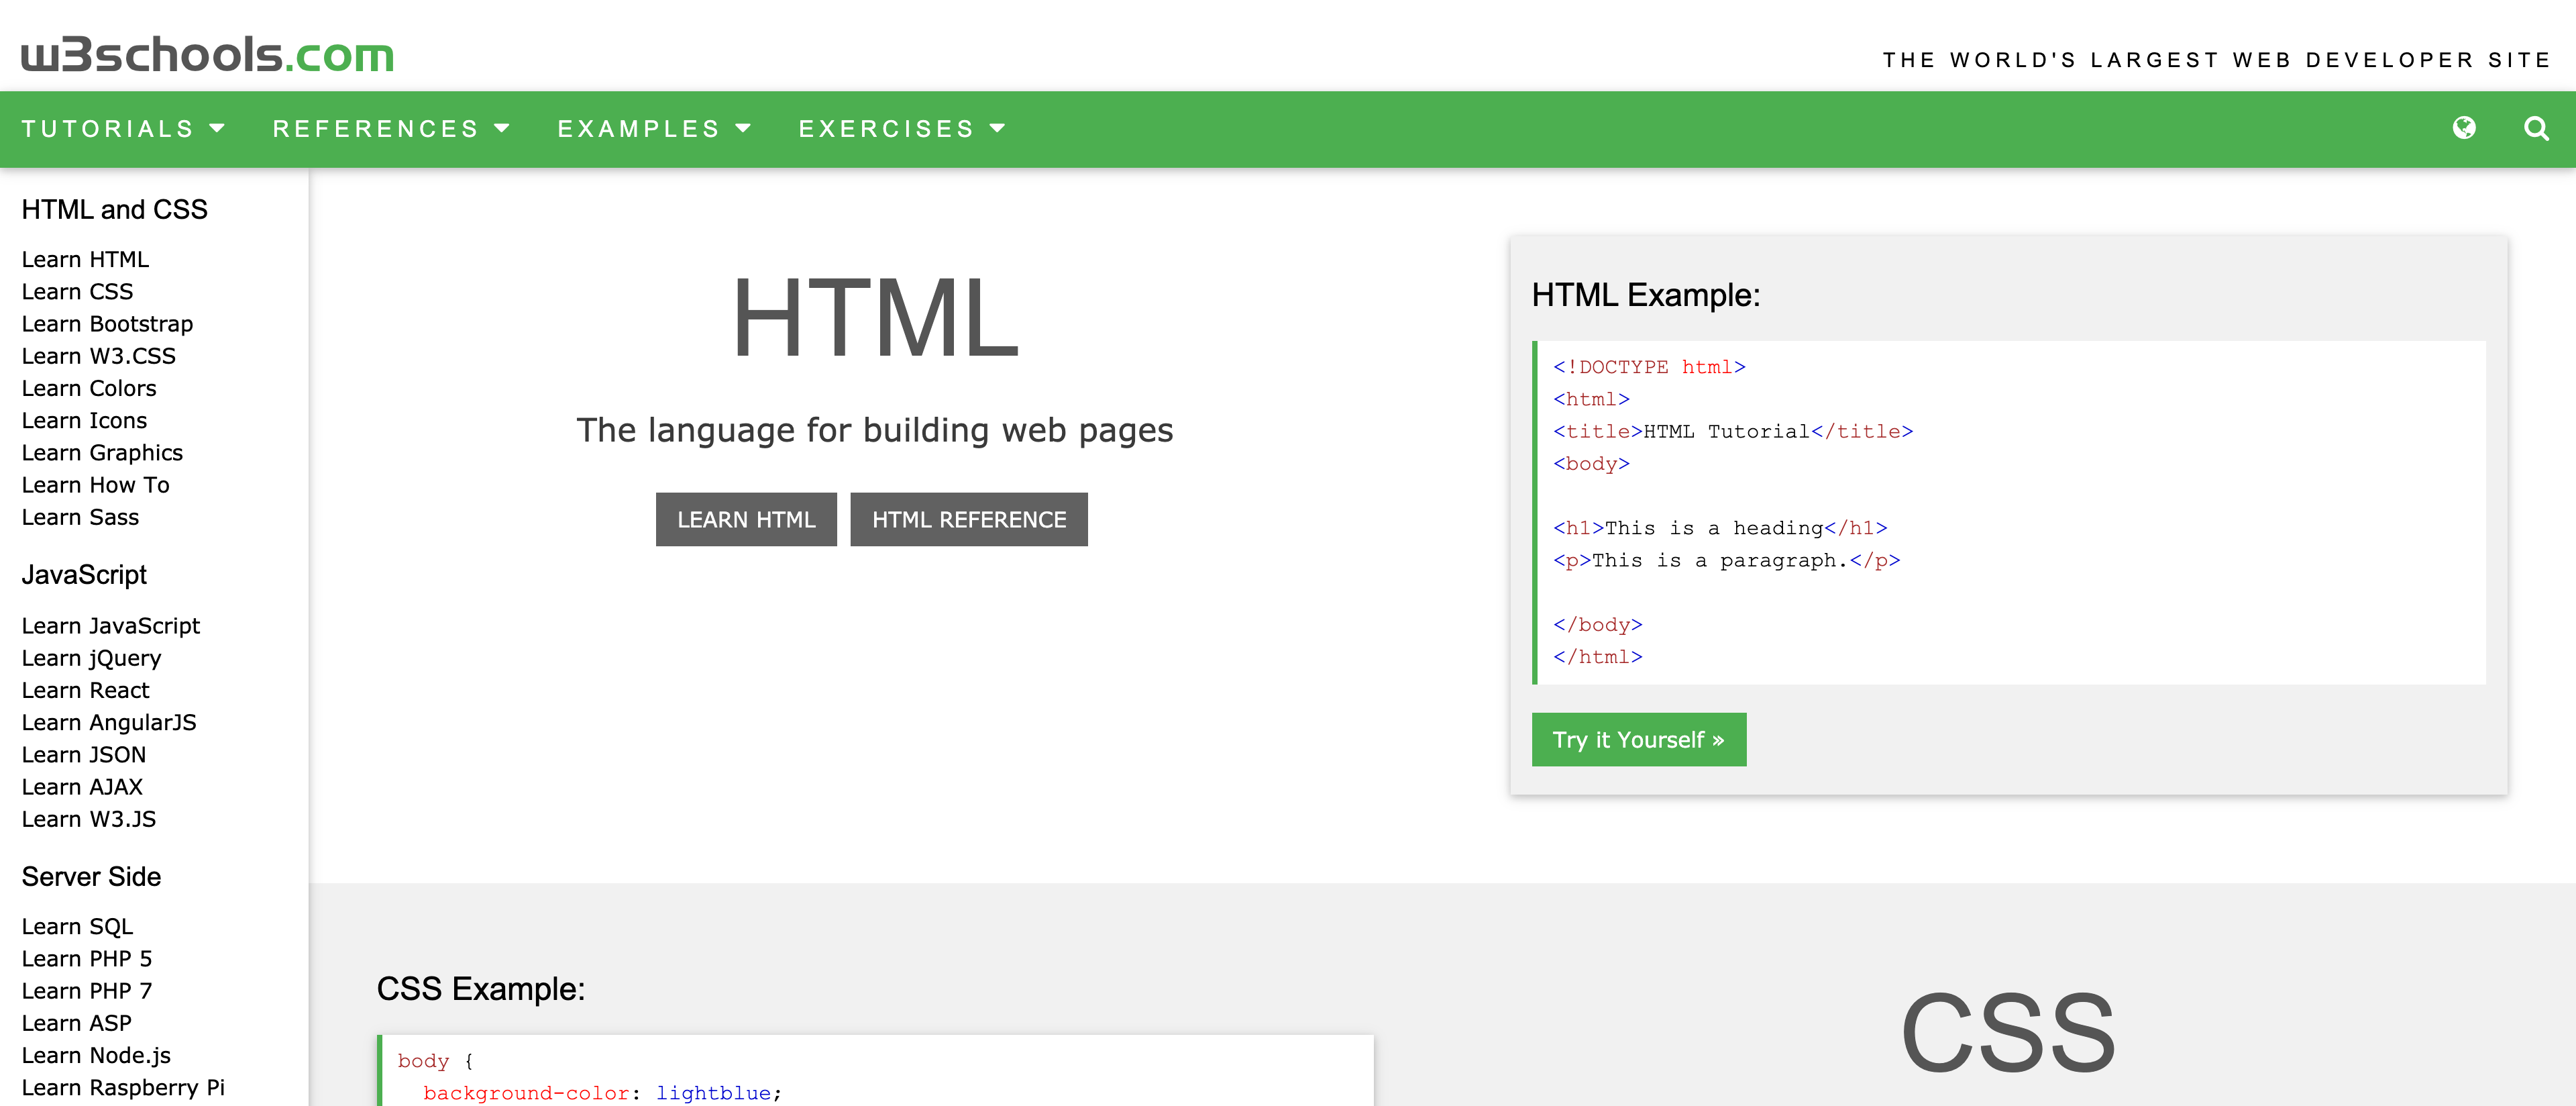 w3schools.com
THE WORLD'S LARGEST WEB DEVELOPER SITE
TUTORIALS REFERENCES EXAMPLES EXERCISES
HTML and CSS
Learn HTML
Learn CSS
Learn Bootstrap
Learn W3.CSS
Learn Colors
Learn Icons
Learn Graphics
Learn How To
Learn Sass
JavaScript
Learn JavaScript
Learn jQuery
Learn React
Learn AngularJS
Learn JSON
Learn AJAX
Learn W3.JS
Server Side
Learn SQL
Learn PHP 5
Learn PHP 7
Learn ASP
Learn Node.js
Learn Raspberry Pi
HTML
The language for building web pages
LEARN HTML HTML REFERENCE
HTML Example:
<!DOCTYPE html>
<html>
<title>HTML Tutorial</title>
<body>
<h1>This is a heading</h1>
<p>This is a paragraph.</p>
</body>
</html>
Try it Yourself »
CSS Example:
body {
background-color: lightblue;
CSS